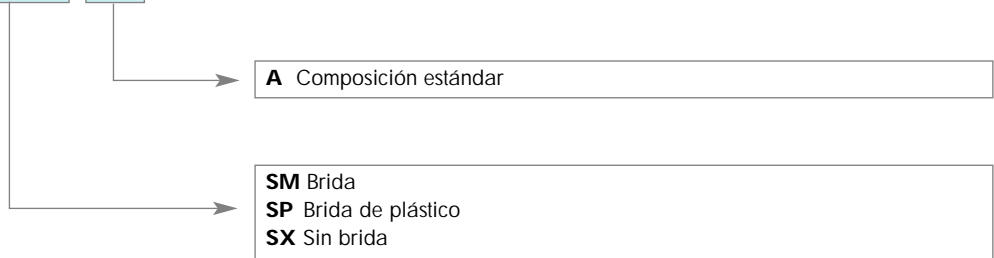 A Composición estándar
SM Brida
SP Brida de plástico
SX Sin brida